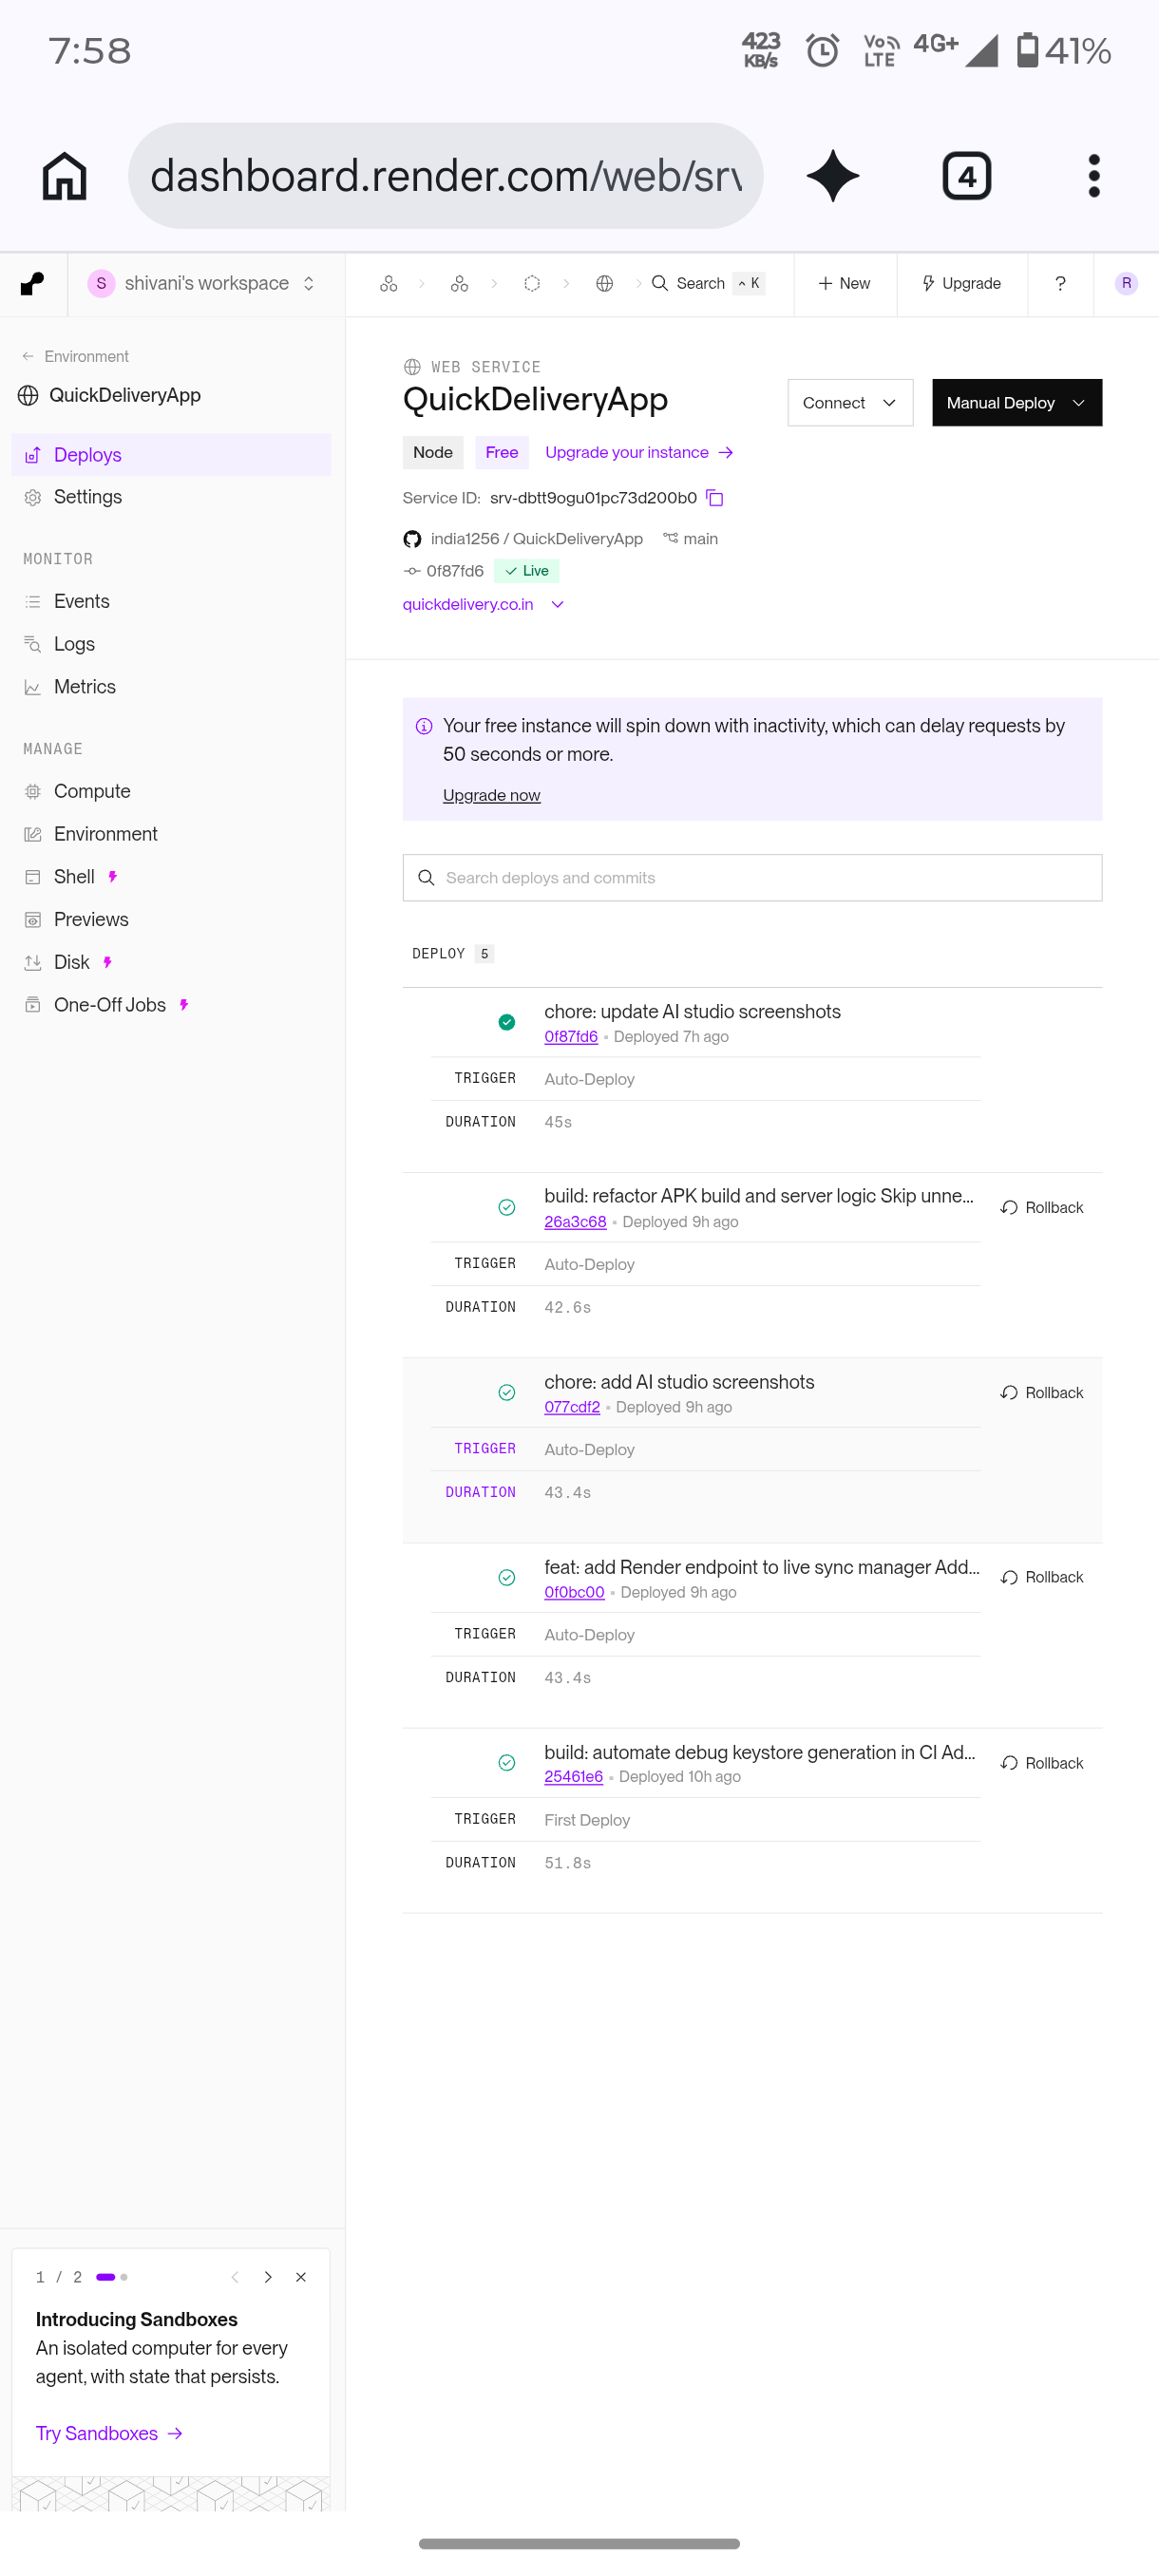 7:58
423 KB/s
Vo LTE
4G+
41%
dashboard.render.com/web/srv
4
S
shivani's workspace
Search
K
New
Upgrade
?
R
Environment
QuickDeliveryApp
Deploys
Settings
MONITOR
Events
Logs
Metrics
MANAGE
Compute
Environment
Shell
Previews
Disk
One-Off Jobs
WEB SERVICE
QuickDeliveryApp
Connect
Manual Deploy
Node
Free
Upgrade your instance
Service ID: srv-dbtt9ogu01pc73d200b0
india1256 / QuickDeliveryApp
main
0f87fd6
Live
quickdelivery.co.in
Your free instance will spin down with inactivity, which can delay requests by
50 seconds or more.
Upgrade now
Search deploys and commits
DEPLOY 5
chore: update AI studio screenshots
0f87fd6 • Deployed 7h ago
TRIGGER Auto-Deploy
DURATION 45s
build: refactor APK build and server logic Skip unne...
Rollback
26a3c68 • Deployed 9h ago
TRIGGER Auto-Deploy
DURATION 42.6s
chore: add AI studio screenshots
Rollback
077cdf2 • Deployed 9h ago
TRIGGER Auto-Deploy
DURATION 43.4s
feat: add Render endpoint to live sync manager Add...
Rollback
0f0bc00 • Deployed 9h ago
TRIGGER Auto-Deploy
DURATION 43.4s
build: automate debug keystore generation in CI Ad...
Rollback
25461e6 • Deployed 10h ago
TRIGGER First Deploy
DURATION 51.8s
1 / 2
Introducing Sandboxes
An isolated computer for every
agent, with state that persists.
Try Sandboxes